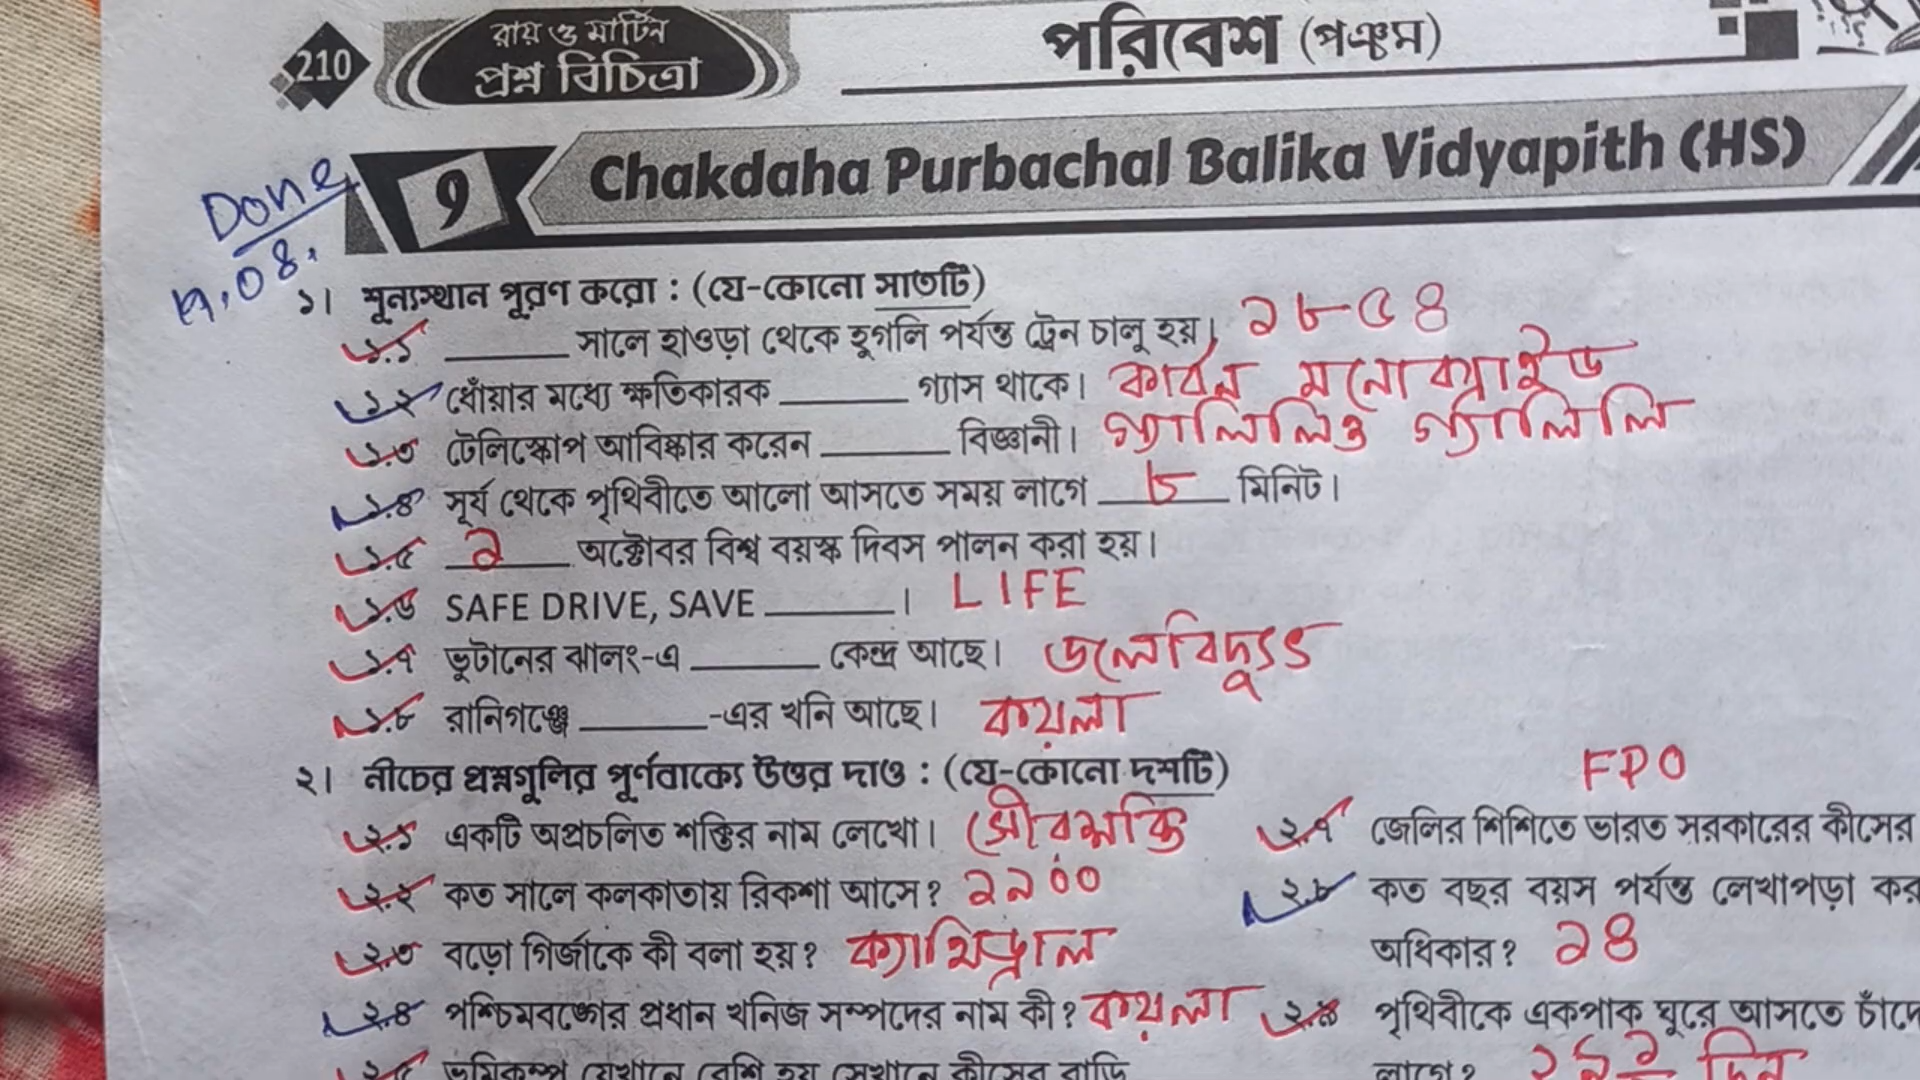 210
রায় ও মার্টিন
প্রশ্ন বিচিত্রা
পরিবেশ (পঞ্চম)
Done
08.
9 Chakdaha Purbachal Balika Vidyapith (HS)
১। শূন্যস্থান পূরণ করো : (যে-কোনো সাতটি)
১.১ ______ সালে হাওড়া থেকে হুগলি পর্যন্ত ট্রেন চালু হয়। ১৮৫৪
১.২ ধোঁয়ার মধ্যে ক্ষতিকারক ______ গ্যাস থাকে। কার্বন মনোক্সাইড
১.৩ টেলিস্কোপ আবিষ্কার করেন ______ বিজ্ঞানী। গ্যালিলিও গ্যালিলি
১.৪ সূর্য থেকে পৃথিবীতে আলো আসতে সময় লাগে ৮ মিনিট।
১.৫ ১ অক্টোবর বিশ্ব বয়স্ক দিবস পালন করা হয়।
১.৬ SAFE DRIVE, SAVE ______। LIFE
১.৭ ভুটানের ঝালং-এ ______ কেন্দ্র আছে। জলবিদ্যুৎ
১.৮ রানিগঞ্জে ______-এর খনি আছে। কয়লা
২। নীচের প্রশ্নগুলির পূর্ণবাক্যে উত্তর দাও : (যে-কোনো দশটি)
FPO
২.১ একটি অপ্রচলিত শক্তির নাম লেখো। সৌরশক্তি
২.২ কত সালে কলকাতায় রিকশা আসে? ১৯০০
২.৩ বড়ো গির্জাকে কী বলা হয়? ক্যাথিড্রাল
২.৪ পশ্চিমবঙ্গের প্রধান খনিজ সম্পদের নাম কী? কয়লা
২.৫ ভূমিকম্প যেখানে বেশি হয় সেখানে কীসের বাড়ি
২.৭ জেলির শিশিতে ভারত সরকারের কীসের
২.৮ কত বছর বয়স পর্যন্ত লেখাপড়া কর
অধিকার? ১৪
২.৯ পৃথিবীকে একপাক ঘুরে আসতে চাঁদে
লাগে? দিন